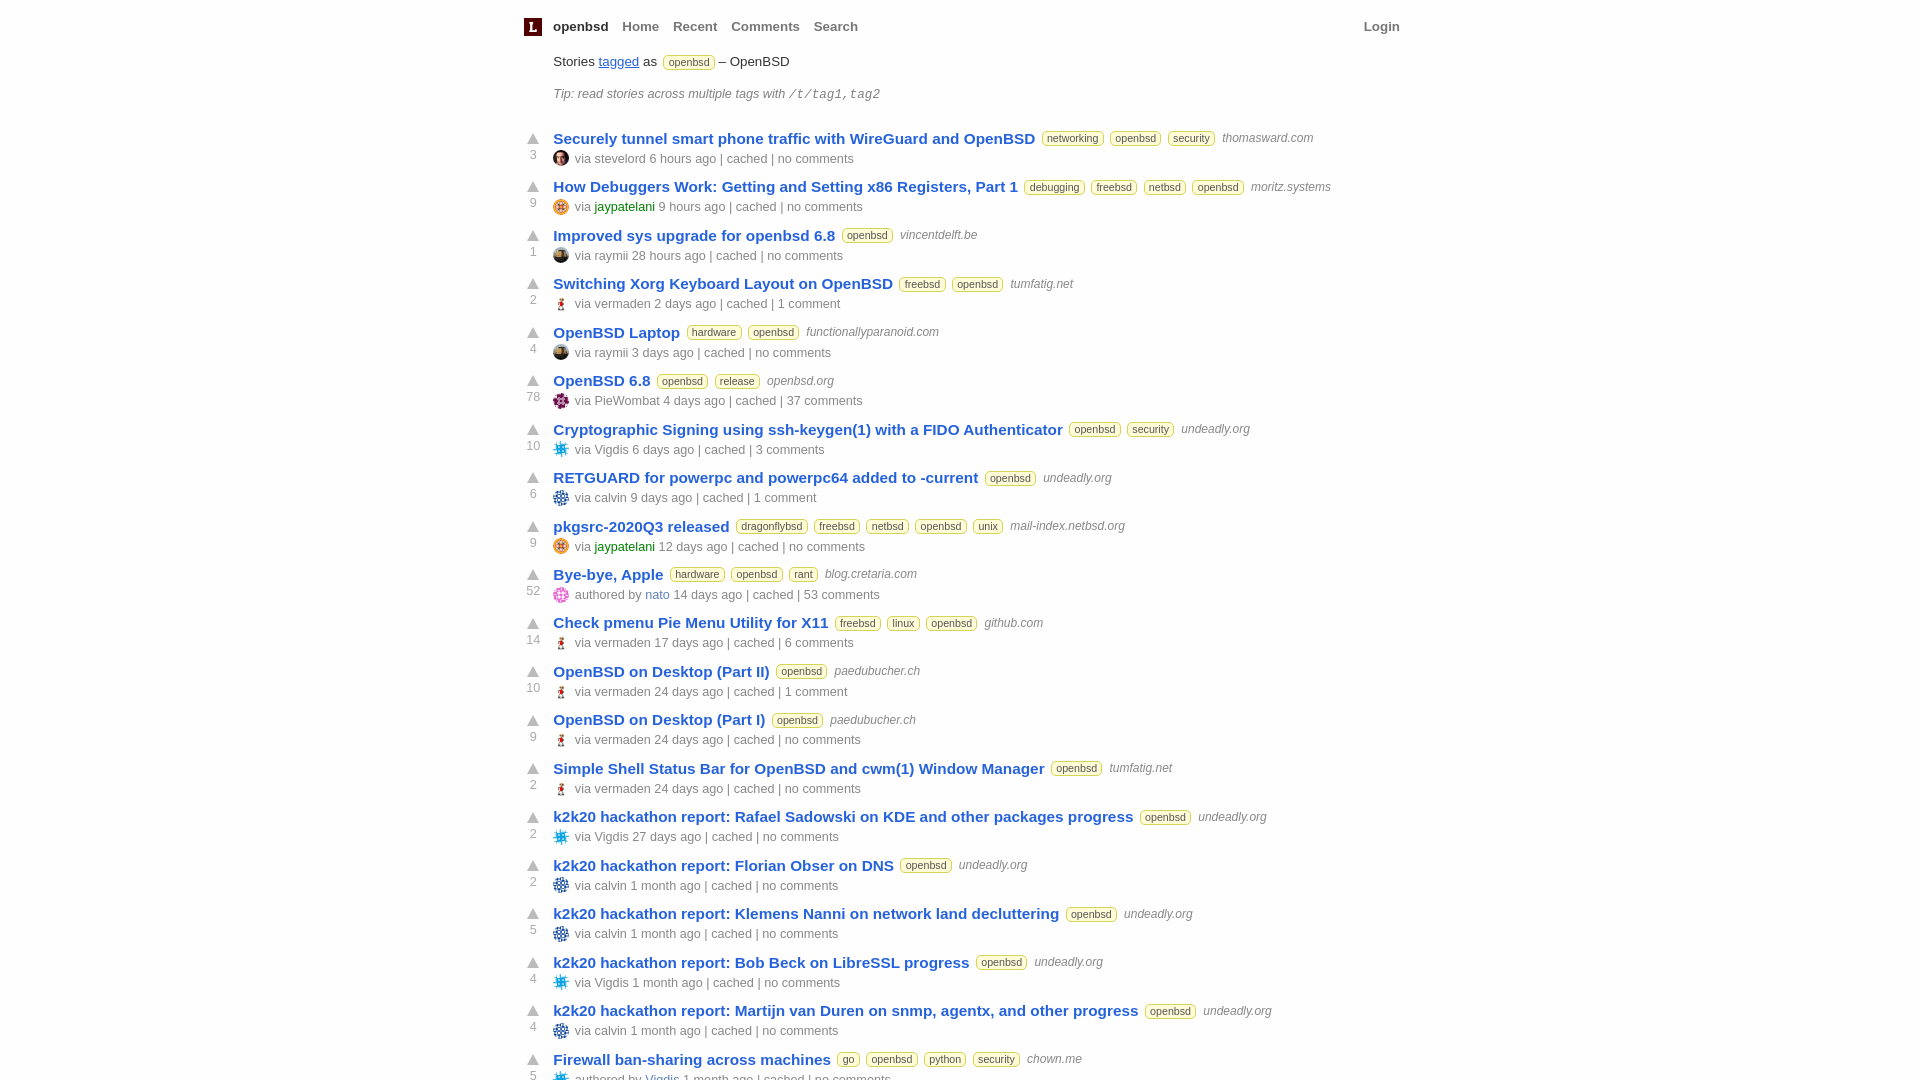 L openbsd Home Recent Comments Search Login
Stories tagged as openbsd – OpenBSD
Tip: read stories across multiple tags with /t/tag1,tag2
Securely tunnel smart phone traffic with WireGuard and OpenBSD networking openbsd security thomasward.com
3 via stevelord 6 hours ago | cached | no comments
How Debuggers Work: Getting and Setting x86 Registers, Part 1 debugging freebsd netbsd openbsd moritz.systems
9 via jaypatelani 9 hours ago | cached | no comments
Improved sys upgrade for openbsd 6.8 openbsd vincentdelft.be
1 via raymii 28 hours ago | cached | no comments
Switching Xorg Keyboard Layout on OpenBSD freebsd openbsd tumfatig.net
2 via vermaden 2 days ago | cached | 1 comment
OpenBSD Laptop hardware openbsd functionallyparanoid.com
4 via raymii 3 days ago | cached | no comments
OpenBSD 6.8 openbsd release openbsd.org
78 via PieWombat 4 days ago | cached | 37 comments
Cryptographic Signing using ssh-keygen(1) with a FIDO Authenticator openbsd security undeadly.org
10 via Vigdis 6 days ago | cached | 3 comments
RETGUARD for powerpc and powerpc64 added to -current openbsd undeadly.org
6 via calvin 9 days ago | cached | 1 comment
pkgsrc-2020Q3 released dragonflybsd freebsd netbsd openbsd unix mail-index.netbsd.org
9 via jaypatelani 12 days ago | cached | no comments
Bye-bye, Apple hardware openbsd rant blog.cretaria.com
52 authored by nato 14 days ago | cached | 53 comments
Check pmenu Pie Menu Utility for X11 freebsd linux openbsd github.com
14 via vermaden 17 days ago | cached | 6 comments
OpenBSD on Desktop (Part II) openbsd paedubucher.ch
10 via vermaden 24 days ago | cached | 1 comment
OpenBSD on Desktop (Part I) openbsd paedubucher.ch
9 via vermaden 24 days ago | cached | no comments
Simple Shell Status Bar for OpenBSD and cwm(1) Window Manager openbsd tumfatig.net
2 via vermaden 24 days ago | cached | no comments
k2k20 hackathon report: Rafael Sadowski on KDE and other packages progress openbsd undeadly.org
2 via Vigdis 27 days ago | cached | no comments
k2k20 hackathon report: Florian Obser on DNS openbsd undeadly.org
2 via calvin 1 month ago | cached | no comments
k2k20 hackathon report: Klemens Nanni on network land decluttering openbsd undeadly.org
5 via calvin 1 month ago | cached | no comments
k2k20 hackathon report: Bob Beck on LibreSSL progress openbsd undeadly.org
4 via Vigdis 1 month ago | cached | no comments
k2k20 hackathon report: Martijn van Duren on snmp, agentx, and other progress openbsd undeadly.org
4 via calvin 1 month ago | cached | no comments
Firewall ban-sharing across machines go openbsd python security chown.me
5 authored by Vigdis 1 month ago | cached | no comments